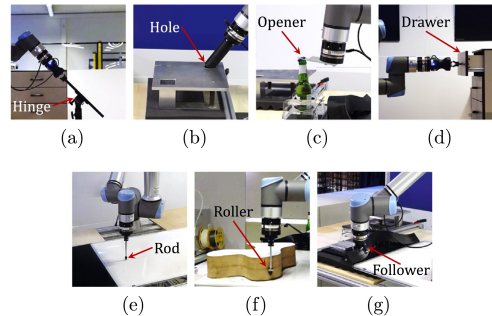 Hole
Opener
Drawer
Hinge
(a)
(b)
(c)
(d)
Roller
Rod
Follower
(e)
(f)
(g)